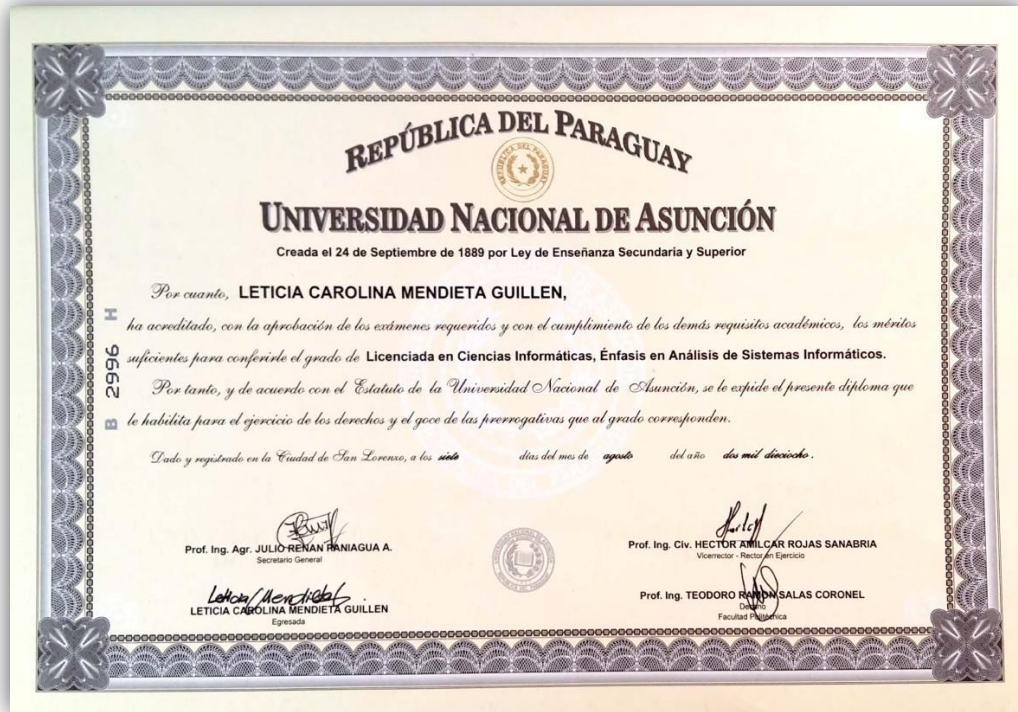 REPÚBLICA DEL PARAGUAY
UNIVERSIDAD NACIONAL DE ASUNCIÓN
Creada el 24 de Septiembre de 1889 por Ley de Enseñanza Secundaria y Superior
Por cuanto, LETICIA CAROLINA MENDIETA GUILLEN,
ha acreditado, con la aprobación de los exámenes requeridos y con el cumplimiento de los demás requisitos académicos, los méritos
suficientes para conferirle el grado de Licenciada en Ciencias Informáticas, Énfasis en Análisis de Sistemas Informáticos.
Por tanto, y de acuerdo con el Estatuto de la Universidad Nacional de Asunción, se le expide el presente diploma que
le habilita para el ejercicio de los derechos y el goce de las prerrogativas que al grado corresponden.
Dado y registrado en la Ciudad de San Lorenzo, a los siete días del mes de agosto del año dos mil dieciocho.
B 2996 H
Prof. Ing. Agr. JULIO RENAN PANIAGUA A.
Secretario General
Prof. Ing. Civ. HECTOR AMILCAR ROJAS SANABRIA
Vicerrector - Rector en Ejercicio
Leticia Mendieta
LETICIA CAROLINA MENDIETA GUILLEN
Egresada
Prof. Ing. TEODORO RAMON SALAS CORONEL
Decano
Facultad Politécnica